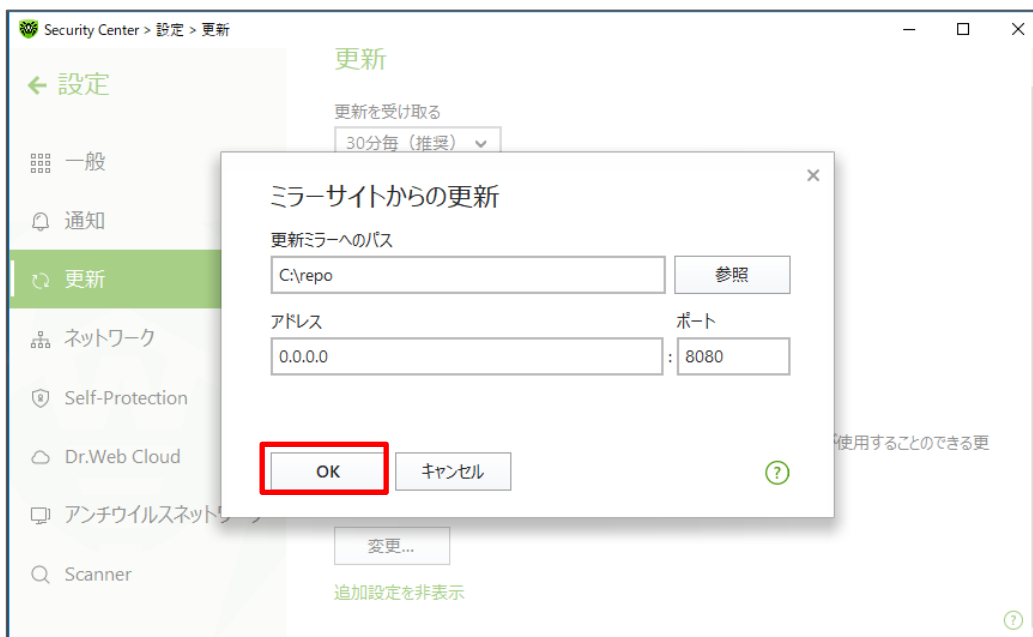 Security Center > 設定 > 更新
設定
一般
通知
更新
ネットワーク
Self-Protection
Dr.Web Cloud
アンチウイルスネットワーク
Scanner
更新
更新を受け取る
30分毎（推奨）
ミラーサイトからの更新
更新ミラーへのパス
C:\repo
参照
アドレス
ポート
0.0.0.0
:
8080
OK
キャンセル
?
使用することのできる更
変更...
追加設定を非表示
?